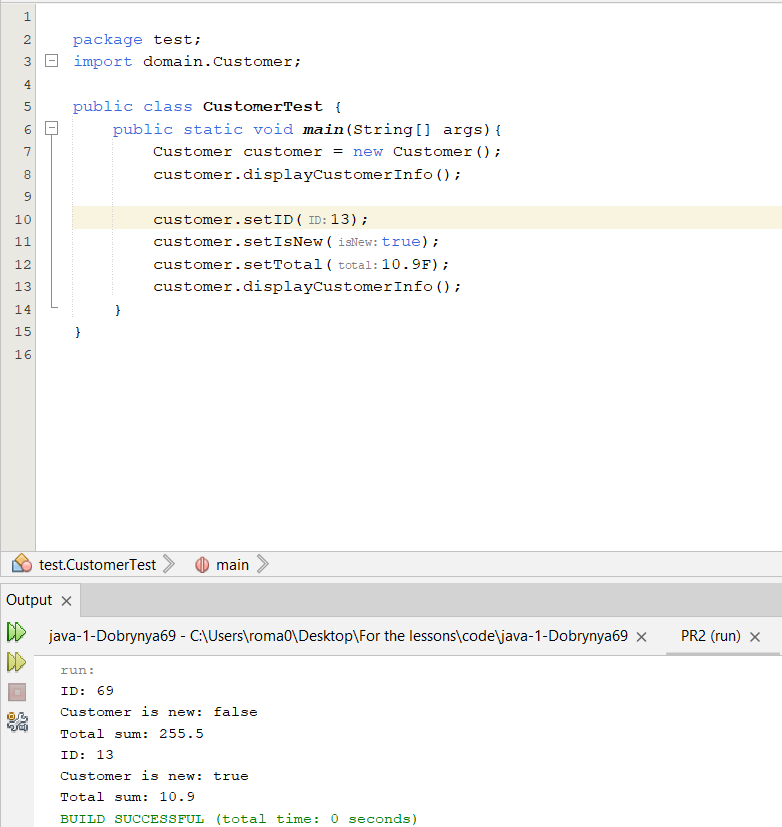 1
2 package test;
3 import domain.Customer;
4
5 public class CustomerTest {
6 public static void main(String[] args){
7 Customer customer = new Customer();
8 customer.displayCustomerInfo();
9
10 customer.setID( ID: 13);
11 customer.setIsNew( isNew: true);
12 customer.setTotal( total: 10.9F);
13 customer.displayCustomerInfo();
14 }
15 }
16
test.CustomerTest main
Output
java-1-Dobrynya69 - C:\Users\roma0\Desktop\For the lessons\code\java-1-Dobrynya69 PR2 (run)
run:
ID: 69
Customer is new: false
Total sum: 255.5
ID: 13
Customer is new: true
Total sum: 10.9
BUILD SUCCESSFUL (total time: 0 seconds)